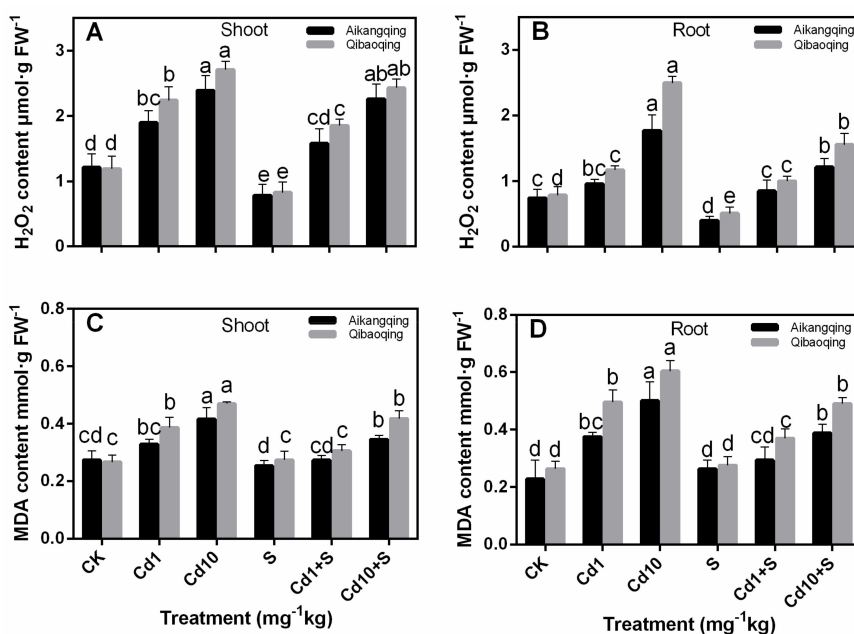 A
Shoot
Aikangqing
Qibaoqing
H₂O₂ content µmol·g FW⁻¹
3
2
1
0
d d
bc b
a a
e e
cd c
ab ab
B
Root
Aikangqing
Qibaoqing
H₂O₂ content µmol·g FW⁻¹
3
2
1
0
c d
bc c
a a
d e
c c
b b
C
Shoot
Aikangqing
Qibaoqing
MDA content mmol·g FW⁻¹
0.8
0.6
0.4
0.2
0.0
cd c
bc b
a a
d c
cd c
b b
CK
Cd1
Cd10
S
Cd1+S
Cd10+S
Treatment (mg⁻¹kg)
D
Root
Aikangqing
Qibaoqing
MDA content mmol·g FW⁻¹
0.8
0.6
0.4
0.2
0.0
d d
bc b
a a
d d
cd c
b b
CK
Cd1
Cd10
S
Cd1+S
Cd10+S
Treatment (mg⁻¹kg)